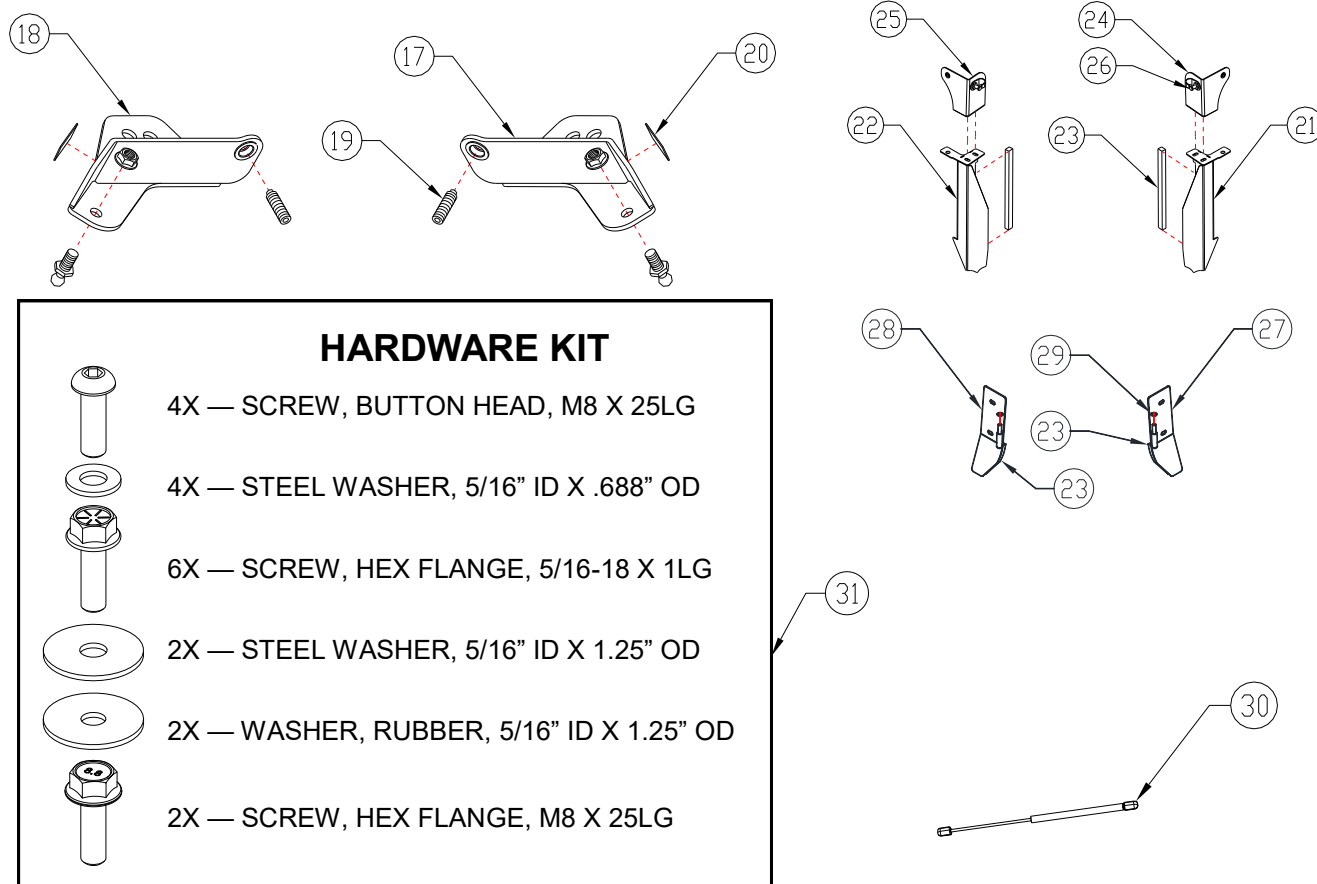 18
17
20
19
25
24
26
22
23
21
HARDWARE KIT
4X — SCREW, BUTTON HEAD, M8 X 25LG
4X — STEEL WASHER, 5/16” ID X .688” OD
6X — SCREW, HEX FLANGE, 5/16-18 X 1LG
2X — STEEL WASHER, 5/16” ID X 1.25” OD
2X — WASHER, RUBBER, 5/16” ID X 1.25” OD
8.8
2X — SCREW, HEX FLANGE, M8 X 25LG
31
28
27
29
23
23
30